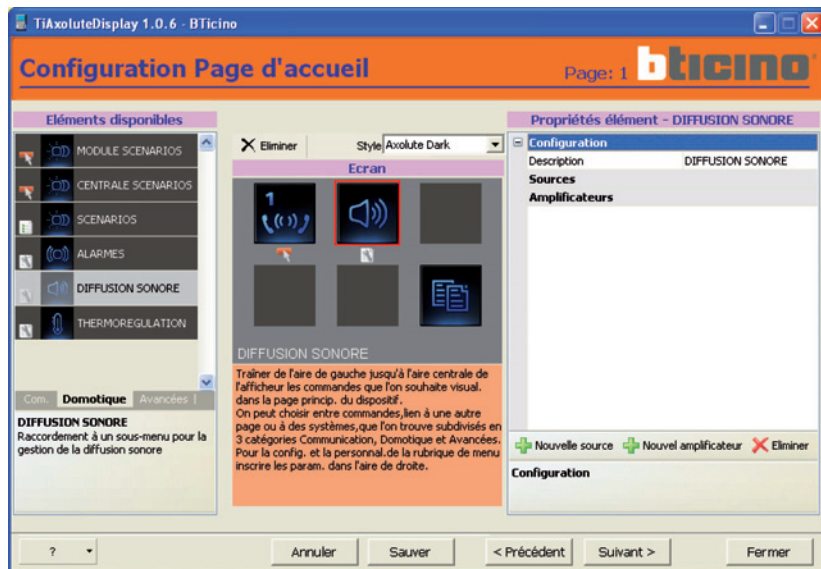 TiAxoluteDisplay 1.0.6 - BTicino
Configuration Page d'accueil
Page: 1
bticino
Eléments disponibles
MODULE SCENARIOS
CENTRALE SCENARIOS
SCENARIOS
ALARMES
DIFFUSION SONORE
THERMOREGULATION
Com. Domotique Avancées
DIFFUSION SONORE
Raccordement à un sous-menu pour la
gestion de la diffusion sonore
Eliminer Style Axolute Dark
Ecran
1
DIFFUSION SONORE
Traîner de l'aire de gauche jusqu'à l'aire centrale de
l'afficheur les commandes que l'on souhaite visual.
dans la page princip. du dispositif.
On peut choisir entre commandes,lien à une autre
page ou à des systèmes,que l'on trouve subdivisés en
3 catégories Communication, Domotique et Avancées.
Pour la config. et la personnal.de la rubrique de menu
inscrire les param. dans l'aire de droite.
Propriétés élément - DIFFUSION SONORE
Configuration
Description DIFFUSION SONORE
Sources
Amplificateurs
Nouvelle source Nouvel amplificateur Eliminer
Configuration
? Annuler Sauver < Précédent Suivant > Fermer